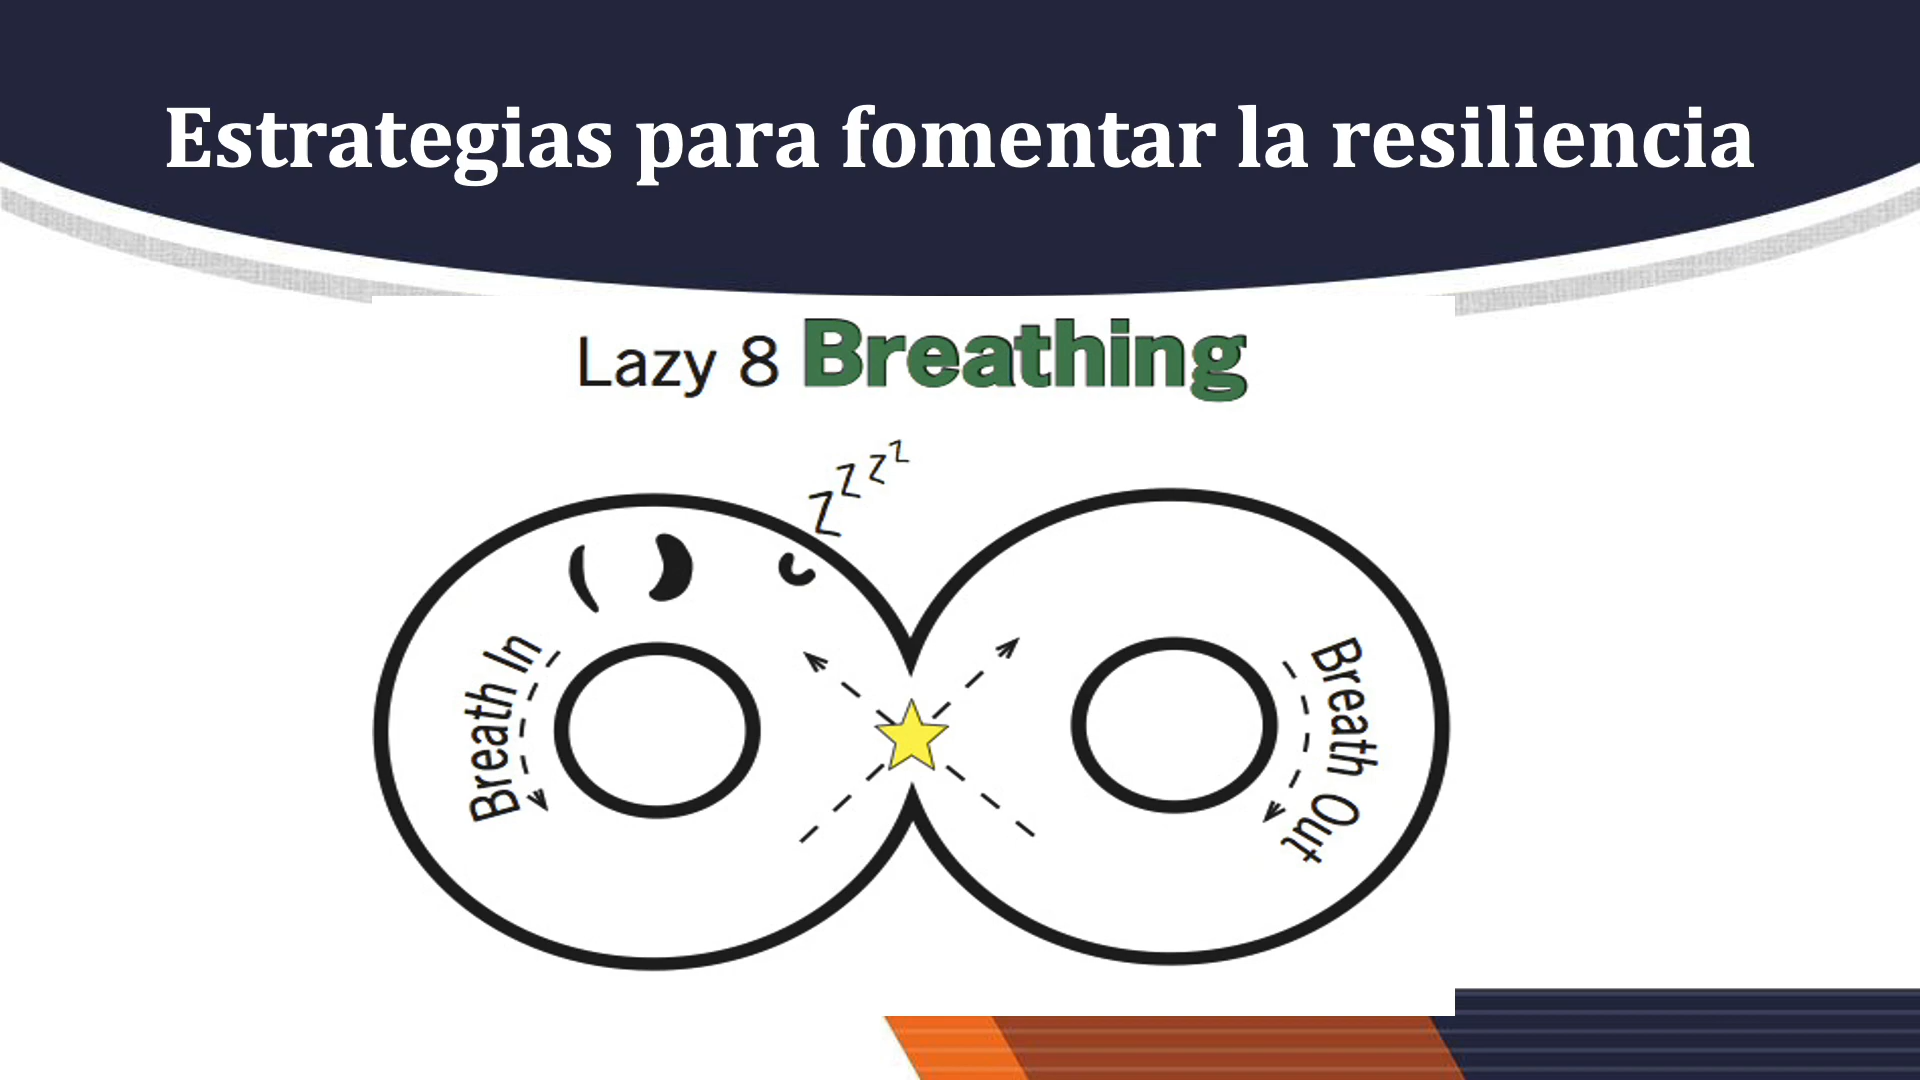 Estrategias para fomentar la resiliencia
Lazy 8 Breathing
z z z z
Breath In
Breath Out